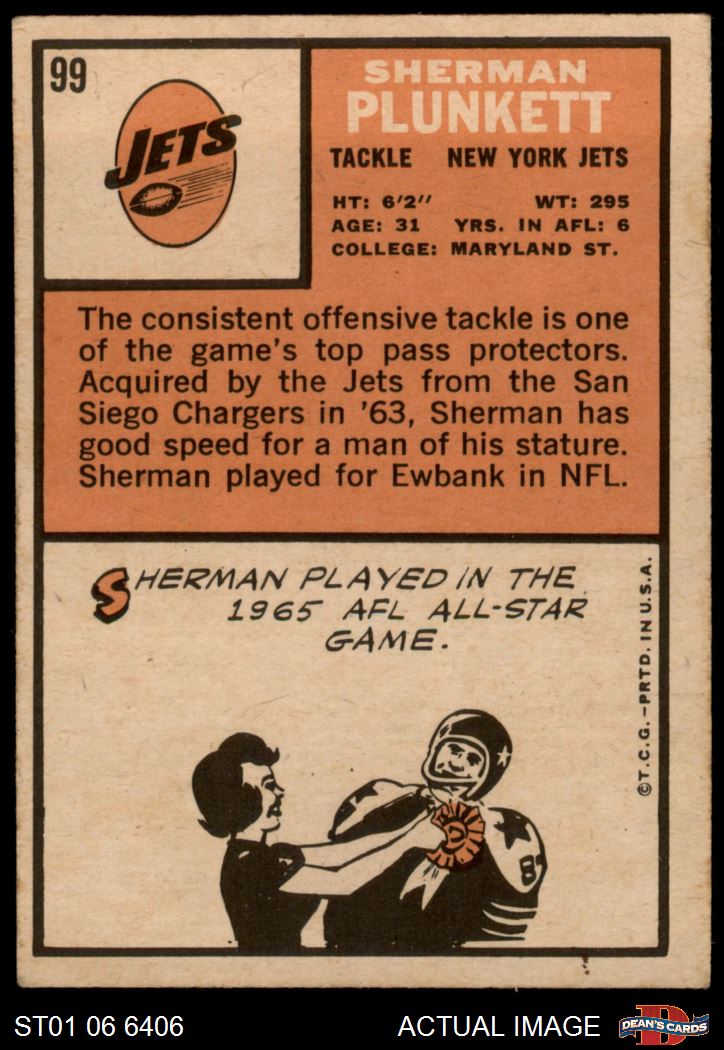 99
JETS
SHERMAN
PLUNKETT
TACKLE NEW YORK JETS
HT: 6'2" WT: 295
AGE: 31 YRS. IN AFL: 6
COLLEGE: MARYLAND ST.
The consistent offensive tackle is one
of the game's top pass protectors.
Acquired by the Jets from the San
Siego Chargers in '63, Sherman has
good speed for a man of his stature.
Sherman played for Ewbank in NFL.
SHERMAN PLAYED IN THE
1965 AFL ALL-STAR
GAME.
©T.C.G.–PRTD. IN U.S.A.
8
ST01 06 6406
ACTUAL IMAGE
D
DEAN'S CARDS